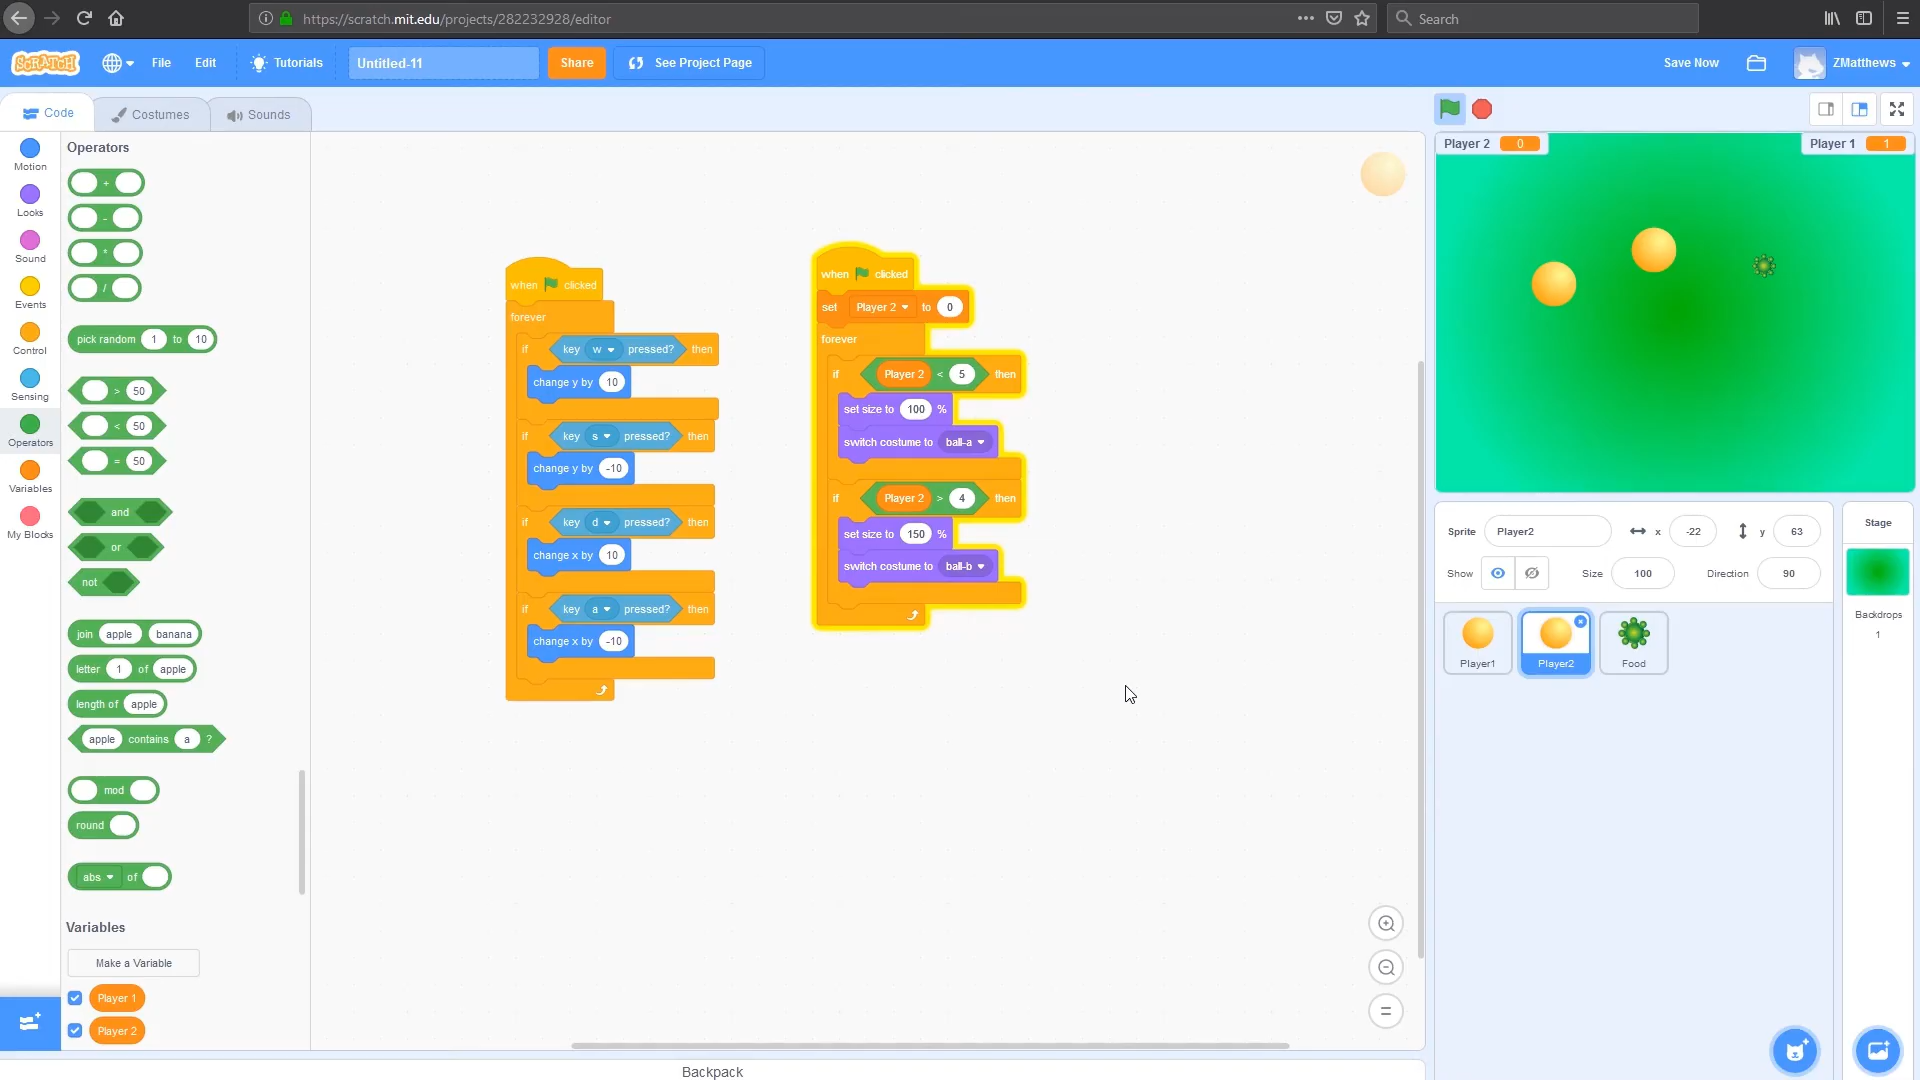 https://scratch.mit.edu/projects/282232928/editor
Search
SCRATCH
File
Edit
Tutorials
Untitled-11
Share
See Project Page
Save Now
ZMatthews
Code
Costumes
Sounds
Motion
Looks
Sound
Events
Control
Sensing
Operators
Variables
My Blocks
Operators
+
-
*
/
pick random 1 to 10
> 50
< 50
= 50
and
or
not
join apple banana
letter 1 of apple
length of apple
apple contains a ?
mod
round
abs of
Variables
Make a Variable
Player 1
Player 2
when clicked
forever
if key w pressed? then
change y by 10
if key s pressed? then
change y by -10
if key d pressed? then
change x by 10
if key a pressed? then
change x by -10
when clicked
set Player 2 to 0
forever
if Player 2 < 5 then
set size to 100 %
switch costume to ball-a
if Player 2 > 4 then
set size to 150 %
switch costume to ball-b
Backpack
Player 2 0
Player 1 1
Sprite Player2 x -22 y 63
Show Size 100 Direction 90
Player1
Player2
Food
Stage
Backdrops
1